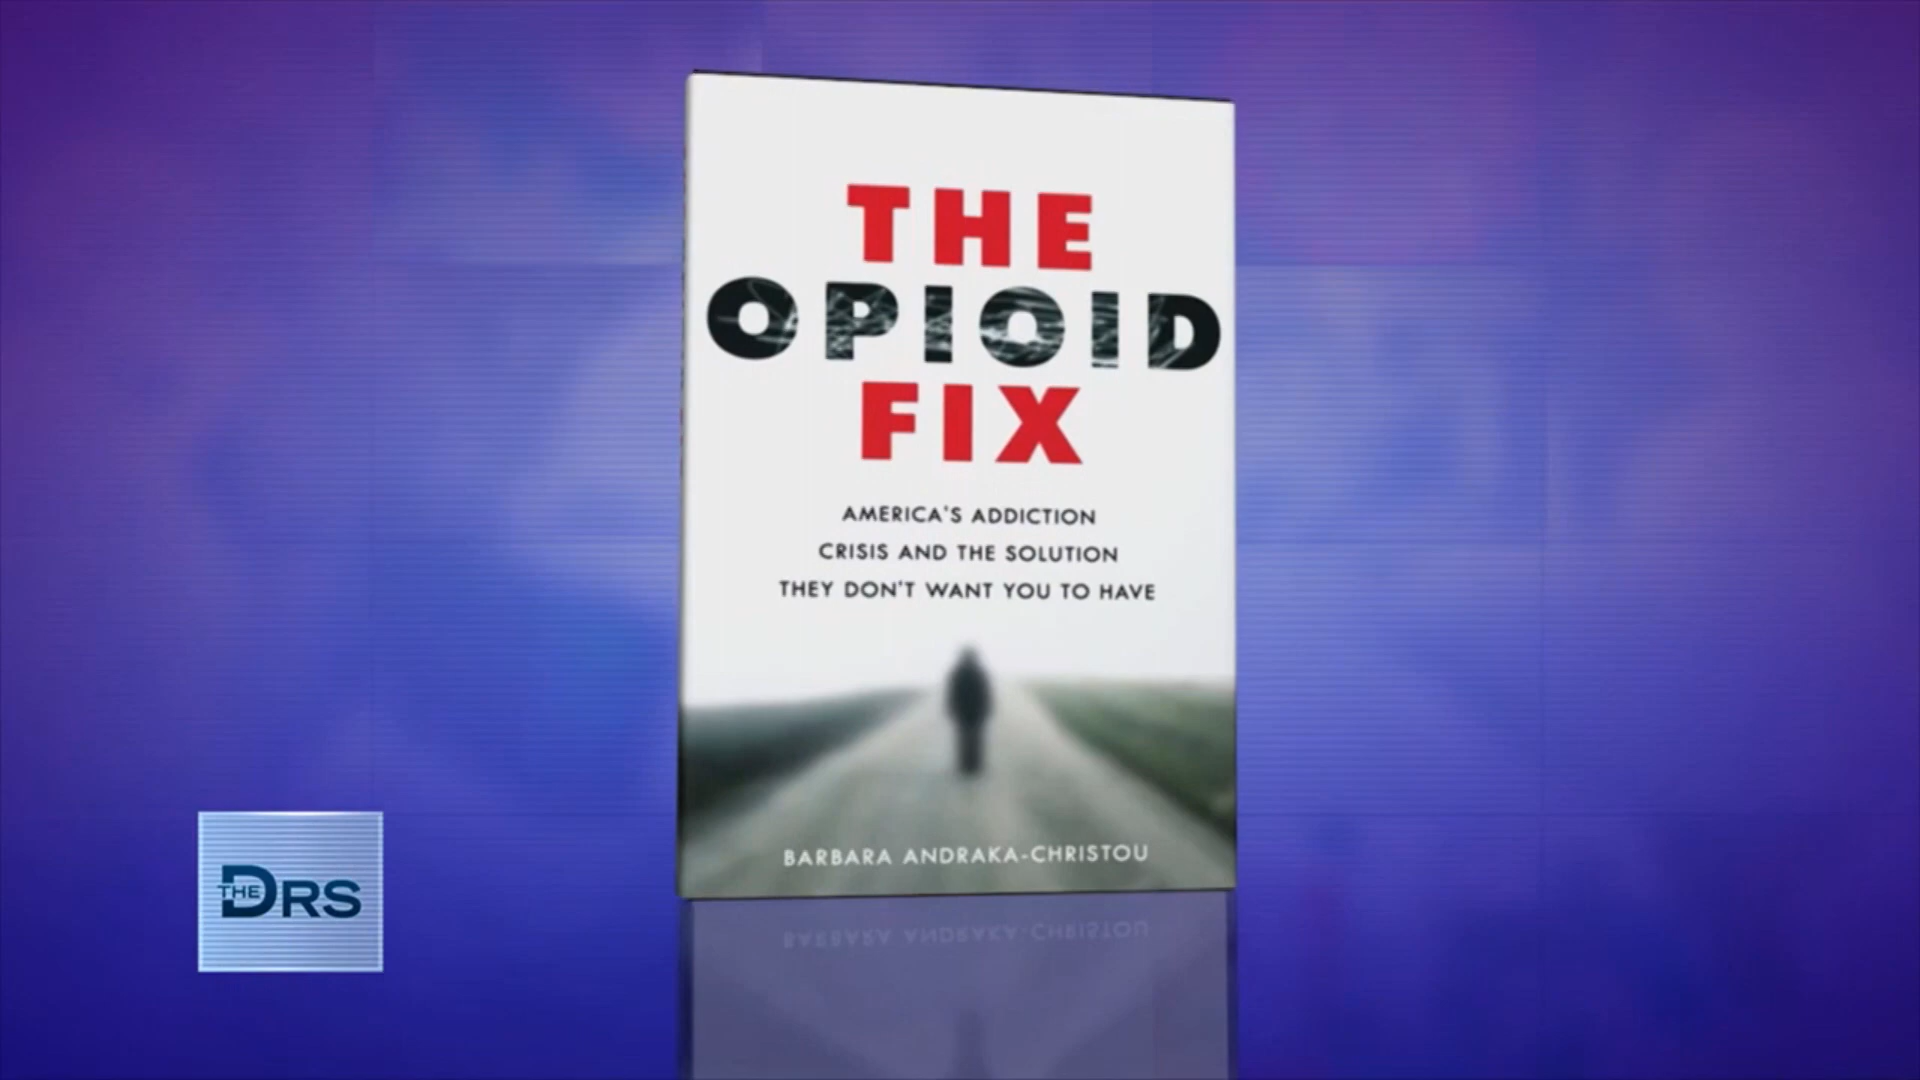 THE
OPIOID
FIX
AMERICA'S ADDICTION
CRISIS AND THE SOLUTION
THEY DON'T WANT YOU TO HAVE
BARBARA ANDRAKA-CHRISTOU
THE DRS